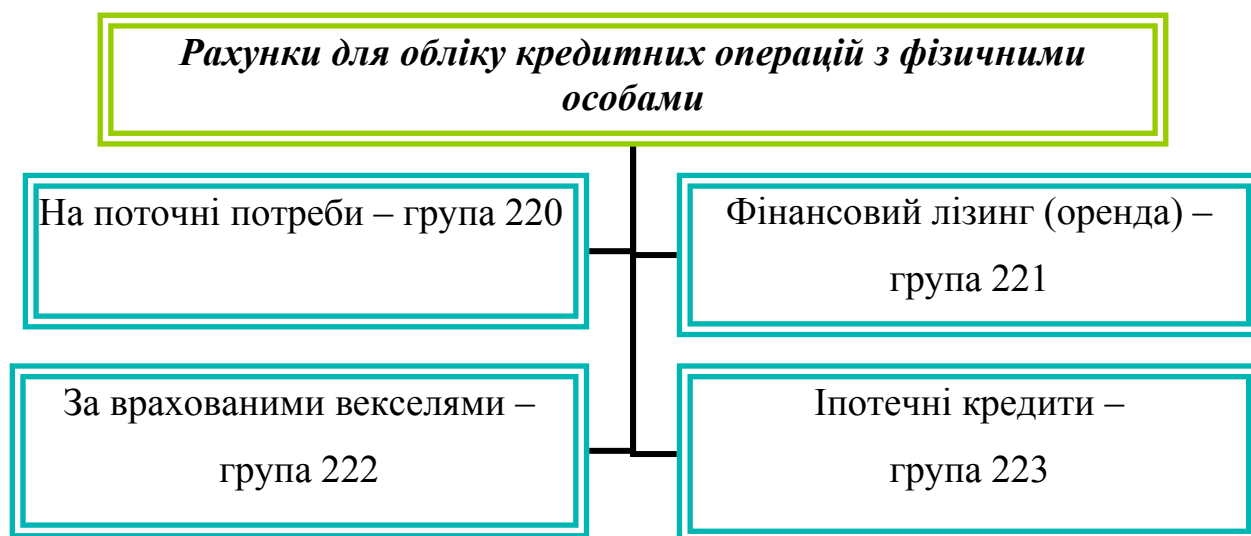 Рахунки для обліку кредитних операцій з фізичними
особами
На поточні потреби – група 220
Фінансовий лізинг (оренда) –
група 221
За врахованими векселями –
група 222
Іпотечні кредити –
група 223